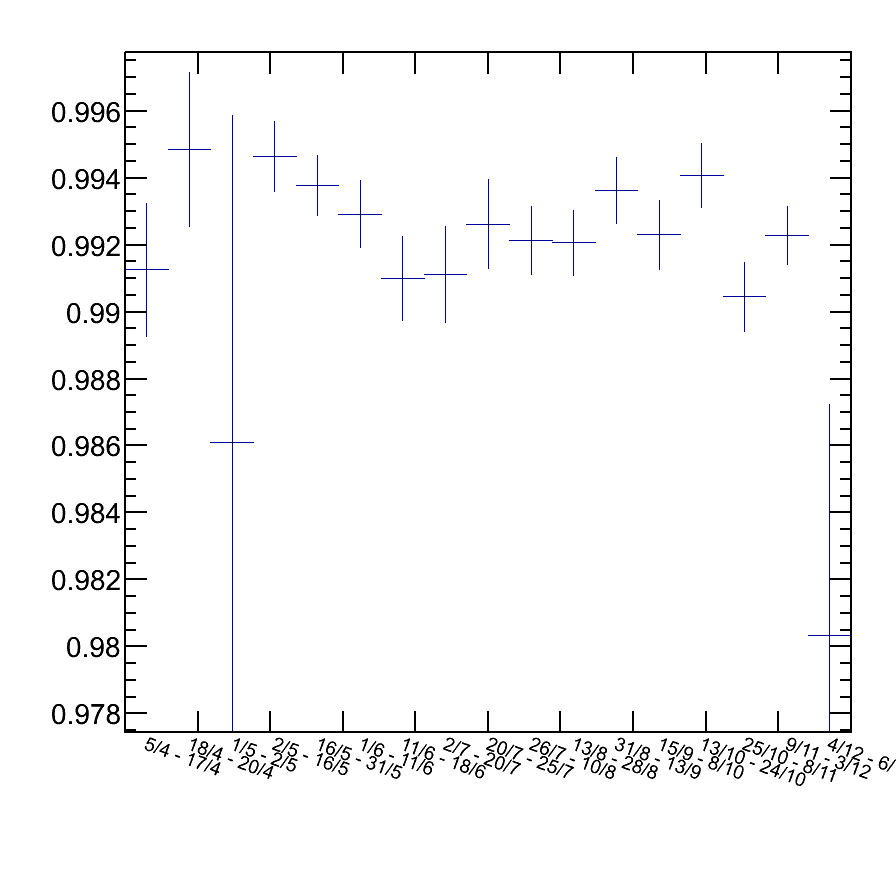 0.996
0.994
0.992
0.99
0.988
0.986
0.984
0.982
0.98
0.978
5/4 - 17/4
18/4 - 20/4
1/5 - 2/5
2/5 - 16/5
16/5 - 31/5
1/6 - 11/6
11/6 - 18/6
2/7 - 20/7
20/7 - 25/7
26/7 - 10/8
13/8 - 28/8
31/8 - 13/9
15/9 - 8/10
13/10 - 24/10
25/10 - 8/11
9/11 - 3/12
4/12 - 6/